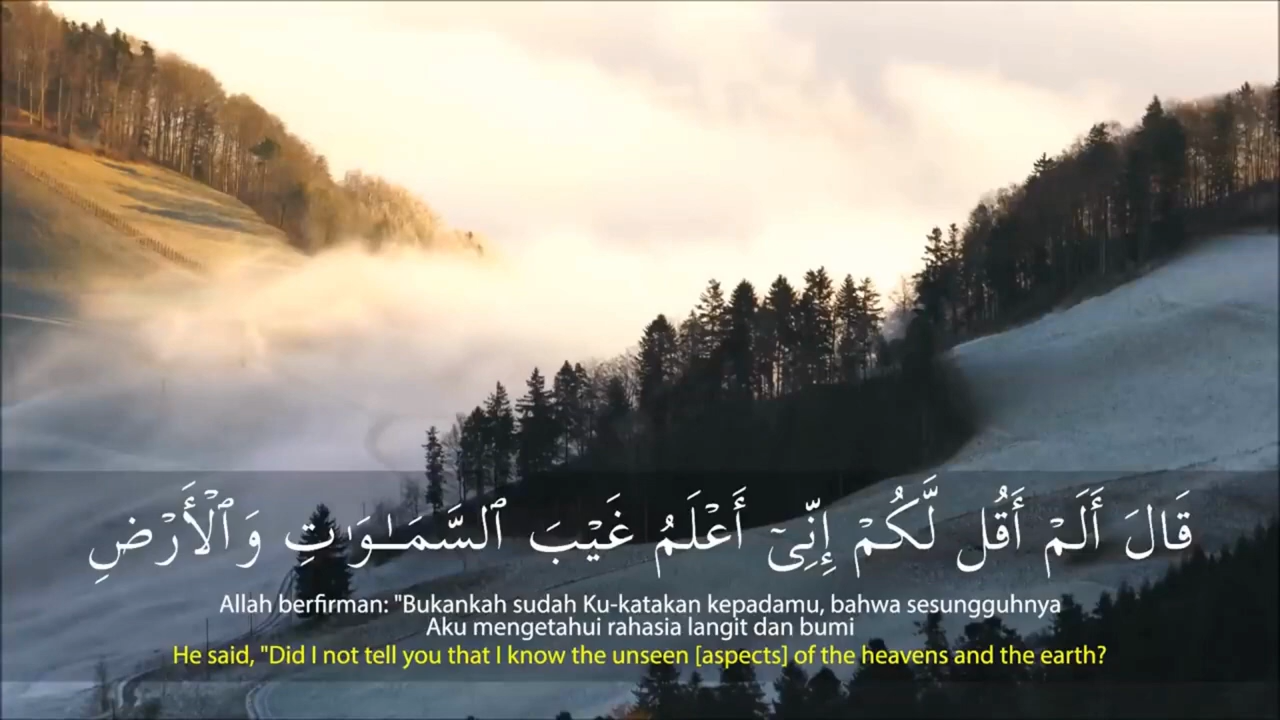 قَالَ أَلَمْ أَقُل لَّكُمْ إِنِّىٓ أَعْلَمُ غَيْبَ ٱلسَّمَـٰوَٰتِ وَٱلْأَرْضِ
Allah berfirman: "Bukankah sudah Ku-katakan kepadamu, bahwa sesungguhnya
Aku mengetahui rahasia langit dan bumi
He said, "Did I not tell you that I know the unseen [aspects] of the heavens and the earth?